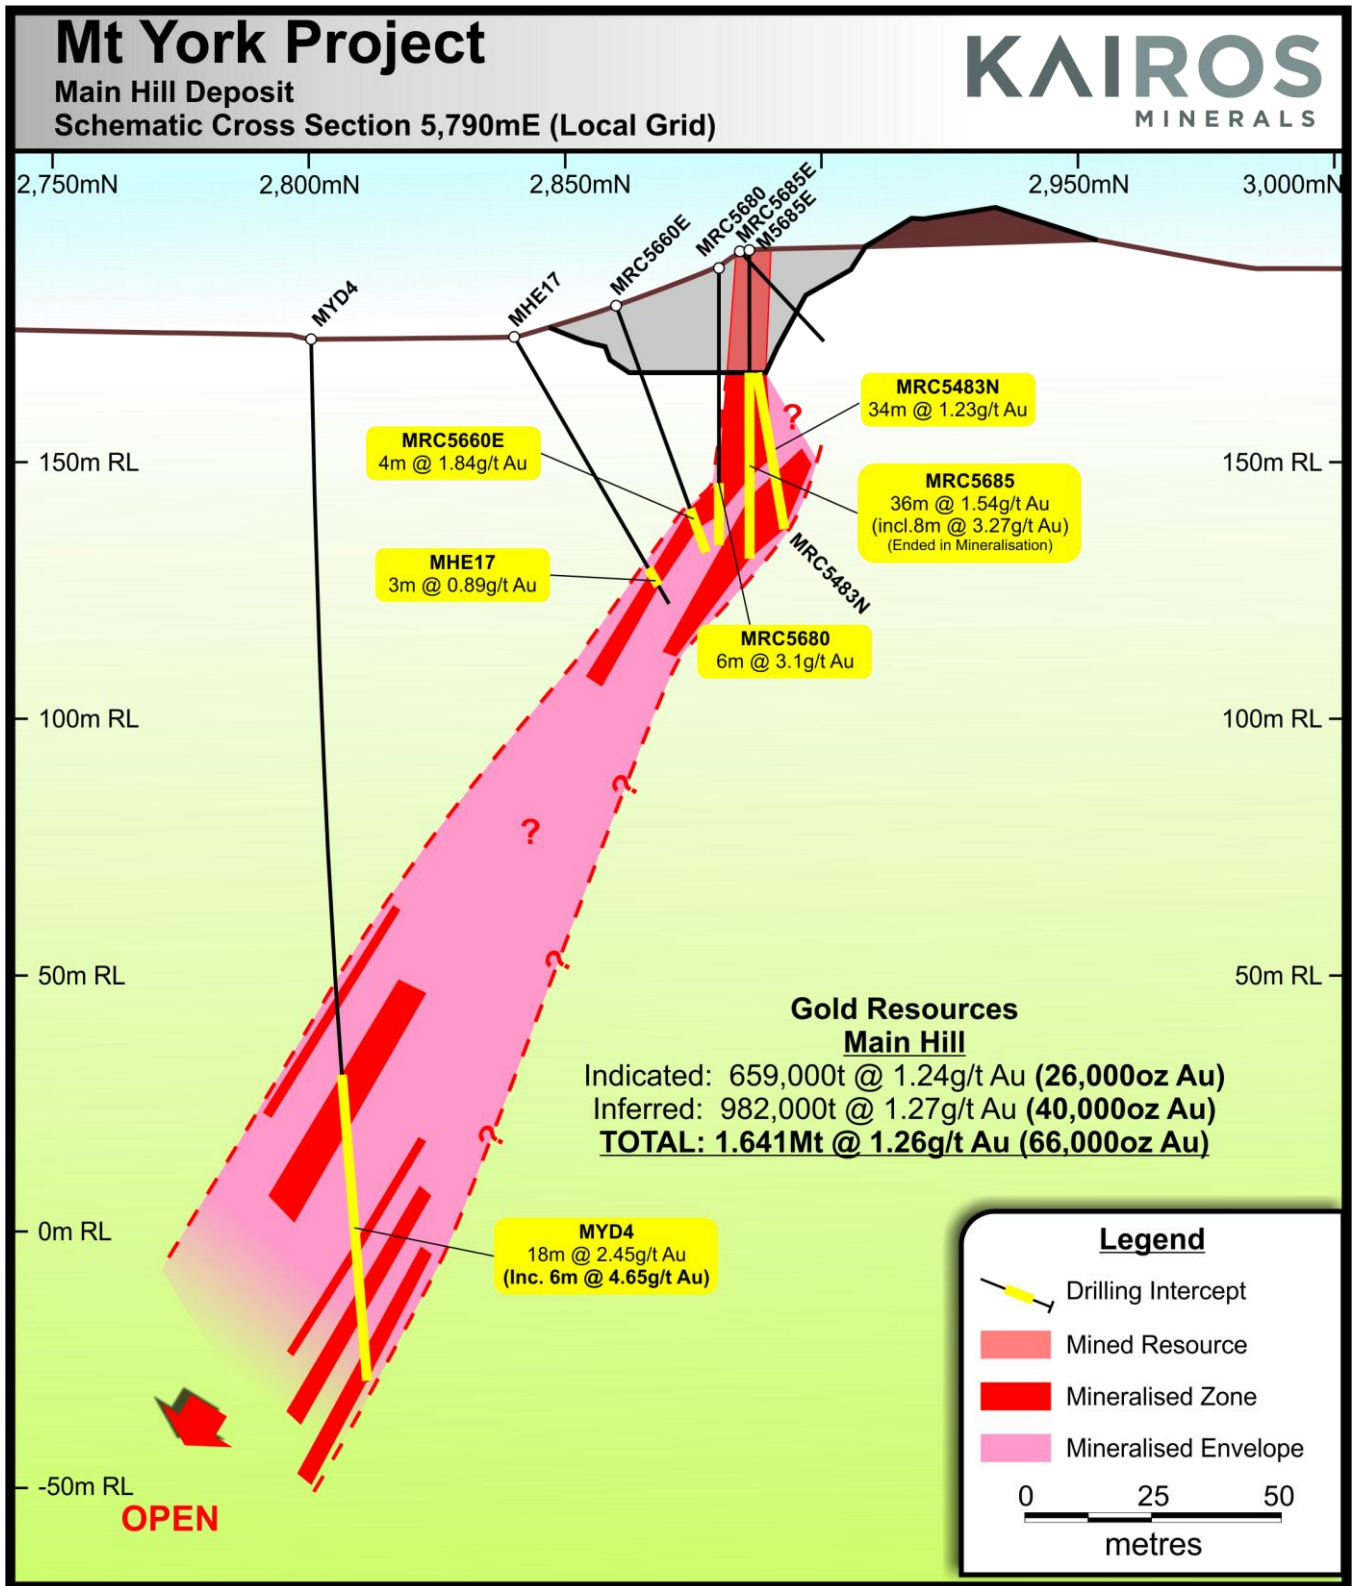 Mt York Project
Main Hill Deposit
Schematic Cross Section 5,790mE (Local Grid)
KAIROS
MINERALS
2,750mN
2,800mN
2,850mN
2,950mN
3,000mN
MYD4
MHE17
MRC5660E
MRC5680
MRC5685E
M5685E
MRC5483N
34m @ 1.23g/t Au
?
MRC5660E
4m @ 1.84g/t Au
150m RL
150m RL
MRC5685
36m @ 1.54g/t Au
(incl.8m @ 3.27g/t Au)
(Ended in Mineralisation)
MRC5483N
MHE17
3m @ 0.89g/t Au
MRC5680
6m @ 3.1g/t Au
100m RL
100m RL
?
?
?
50m RL
50m RL
Gold Resources
Main Hill
Indicated: 659,000t @ 1.24g/t Au (26,000oz Au)
Inferred: 982,000t @ 1.27g/t Au (40,000oz Au)
TOTAL: 1.641Mt @ 1.26g/t Au (66,000oz Au)
?
0m RL
MYD4
18m @ 2.45g/t Au
(Inc. 6m @ 4.65g/t Au)
-50m RL
OPEN
Legend
Drilling Intercept
Mined Resource
Mineralised Zone
Mineralised Envelope
0 25 50
metres